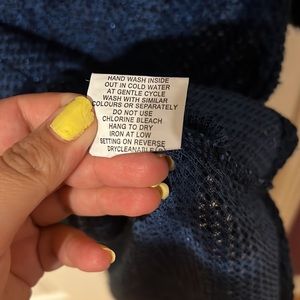 HAND WASH INSIDE
OUT IN COLD WATER
AT GENTLE CYCLE
WASH WITH SIMILAR
COLOURS OR SEPARATELY
DO NOT USE
CHLORINE BLEACH
HANG TO DRY
IRON AT LOW
SETTING ON REVERSE
DRYCLEANABLE